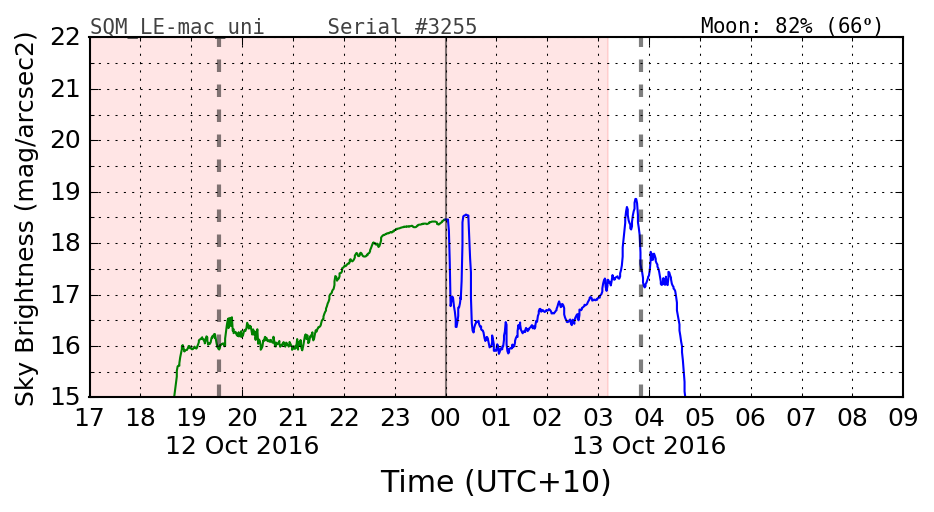 SQM_LE-mac_uni Serial #3255 Moon: 82% (66°)
22
21
20
19
18
17
16
15
Sky Brightness (mag/arcsec2)
17 18 19 20 21 22 23 00 01 02 03 04 05 06 07 08 09
12 Oct 2016 13 Oct 2016
Time (UTC+10)